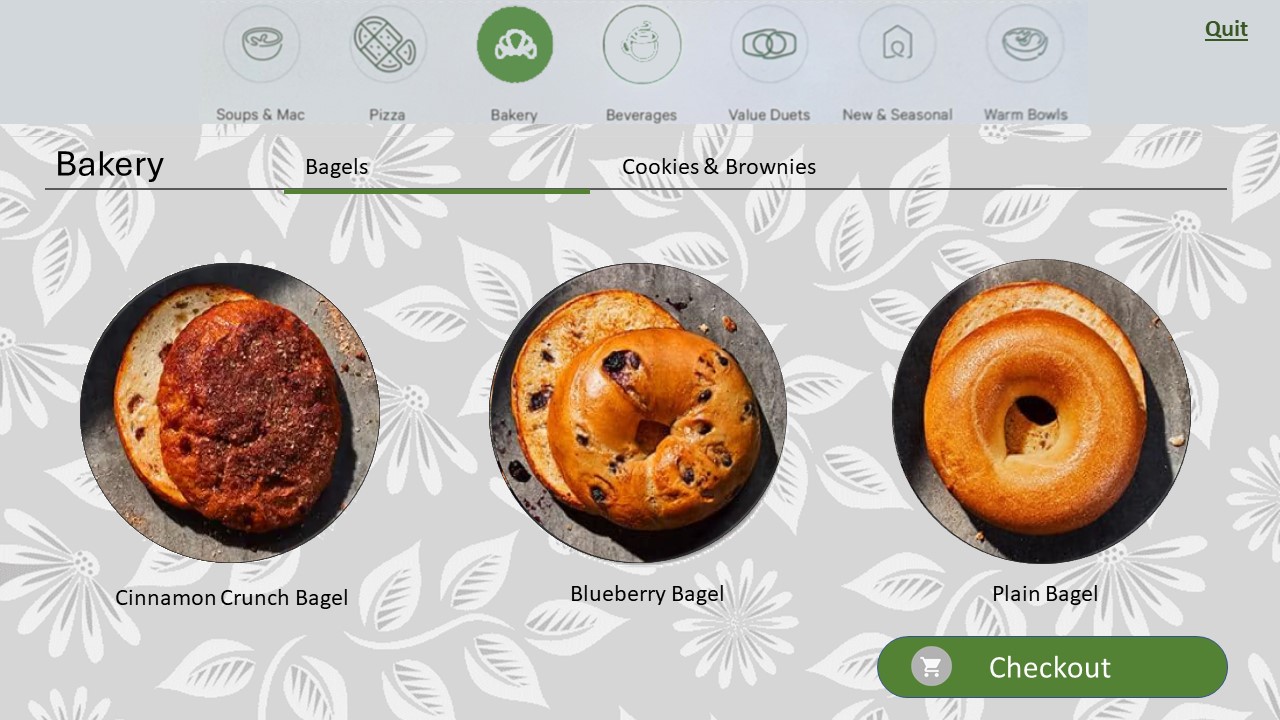 Quit
Soups & Mac
Pizza
Bakery
Beverages
Value Duets
New & Seasonal
Warm Bowls
Bakery
Bagels
Cookies & Brownies
Cinnamon Crunch Bagel
Blueberry Bagel
Plain Bagel
Checkout